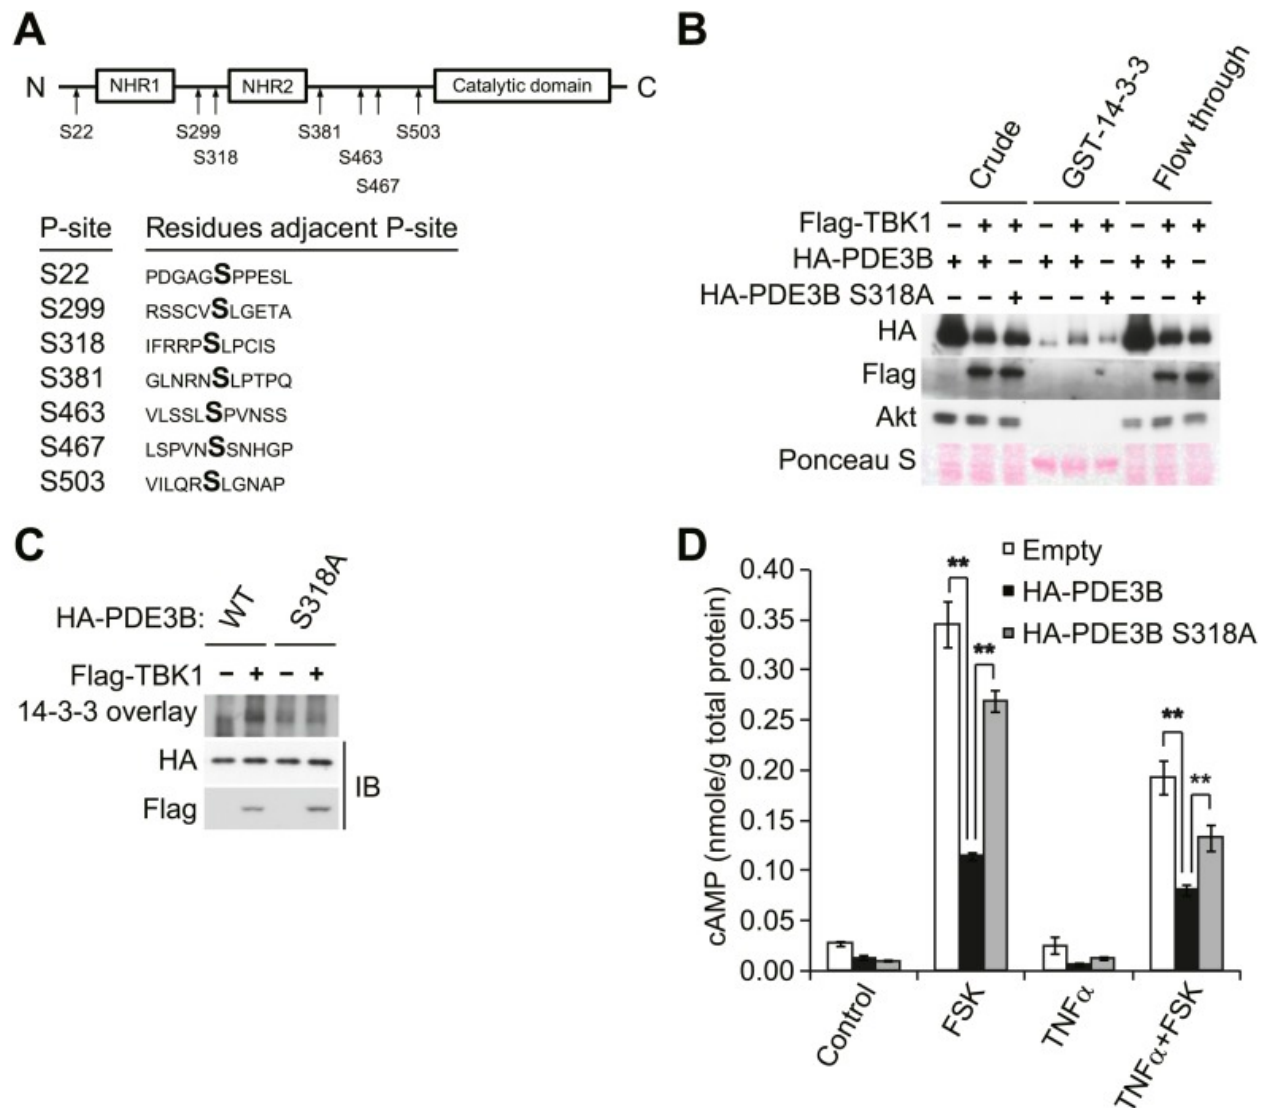 A
N NHR1 NHR2 Catalytic domain C
S22 S299 S381 S503
S318 S463
S467
P-site Residues adjacent P-site
S22 PDGAGSPPESL
S299 RSSCVSLGETA
S318 IFRRPSLPCIS
S381 GLNRNSLPTPQ
S463 VLSSLSPVNSS
S467 LSPVNSSNHGP
S503 VILQRSLGNAP
B
Crude GST-14-3-3 Flow through
Flag-TBK1 – + + – + + – + +
HA-PDE3B + + – + + – + + –
HA-PDE3B S318A – – + – – + – – +
HA
Flag
Akt
Ponceau S
C
HA-PDE3B: WT S318A
Flag-TBK1 – + – +
14-3-3 overlay
HA
Flag
IB
D
Empty
HA-PDE3B
HA-PDE3B S318A
cAMP (nmole/g total protein)
0.40
0.35
0.30
0.25
0.20
0.15
0.10
0.05
0.00
** ** ** **
Control FSK TNFα TNFα+FSK